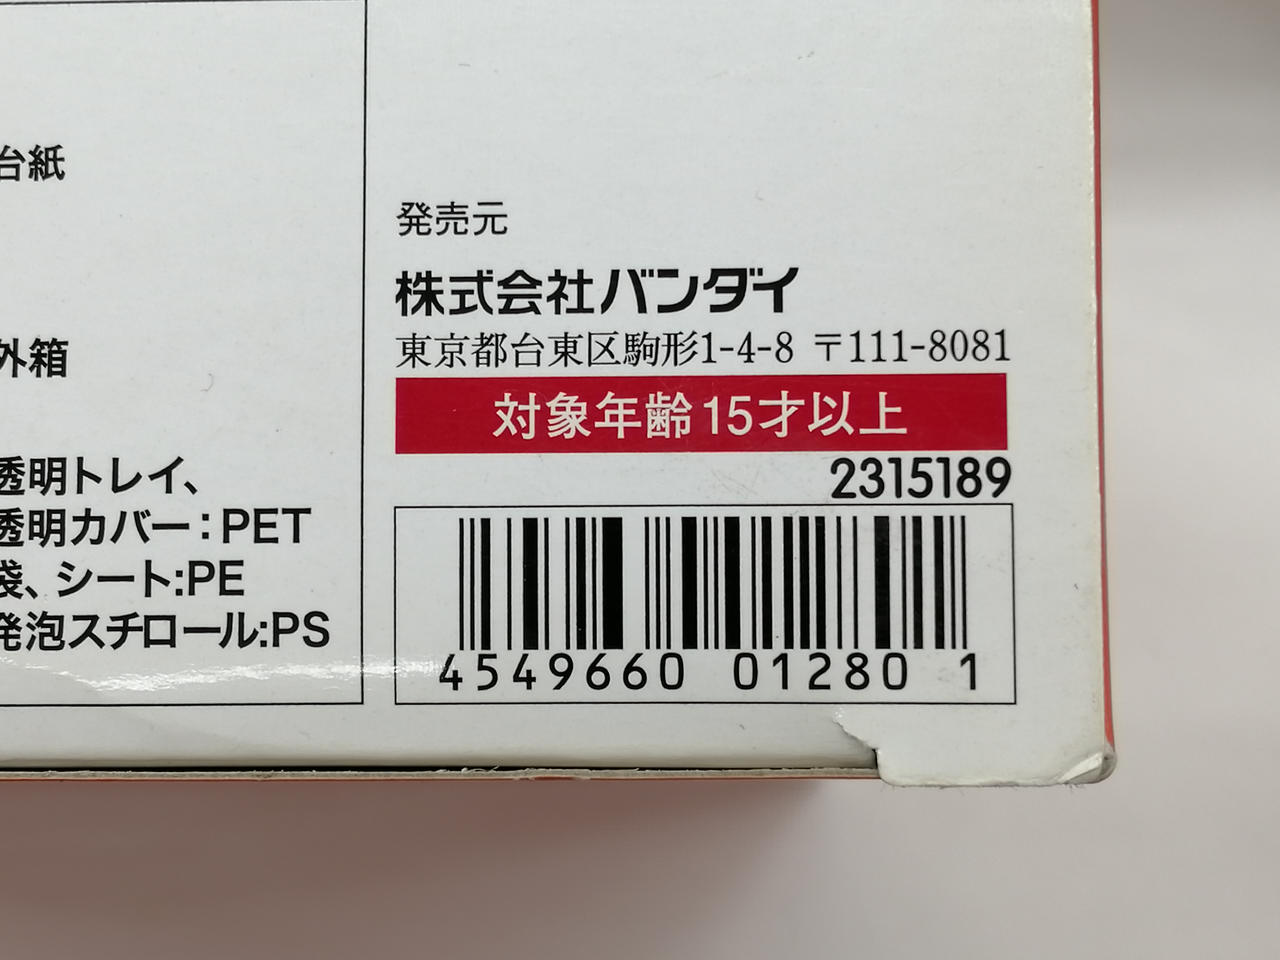 台紙
外箱
透明トレイ、
透明カバー：PET
袋、シート:PE
発泡スチロール:PS
発売元
株式会社バンダイ
東京都台東区駒形1-4-8 〒111-8081
対象年齢15才以上
2315189
4549660 01280 1